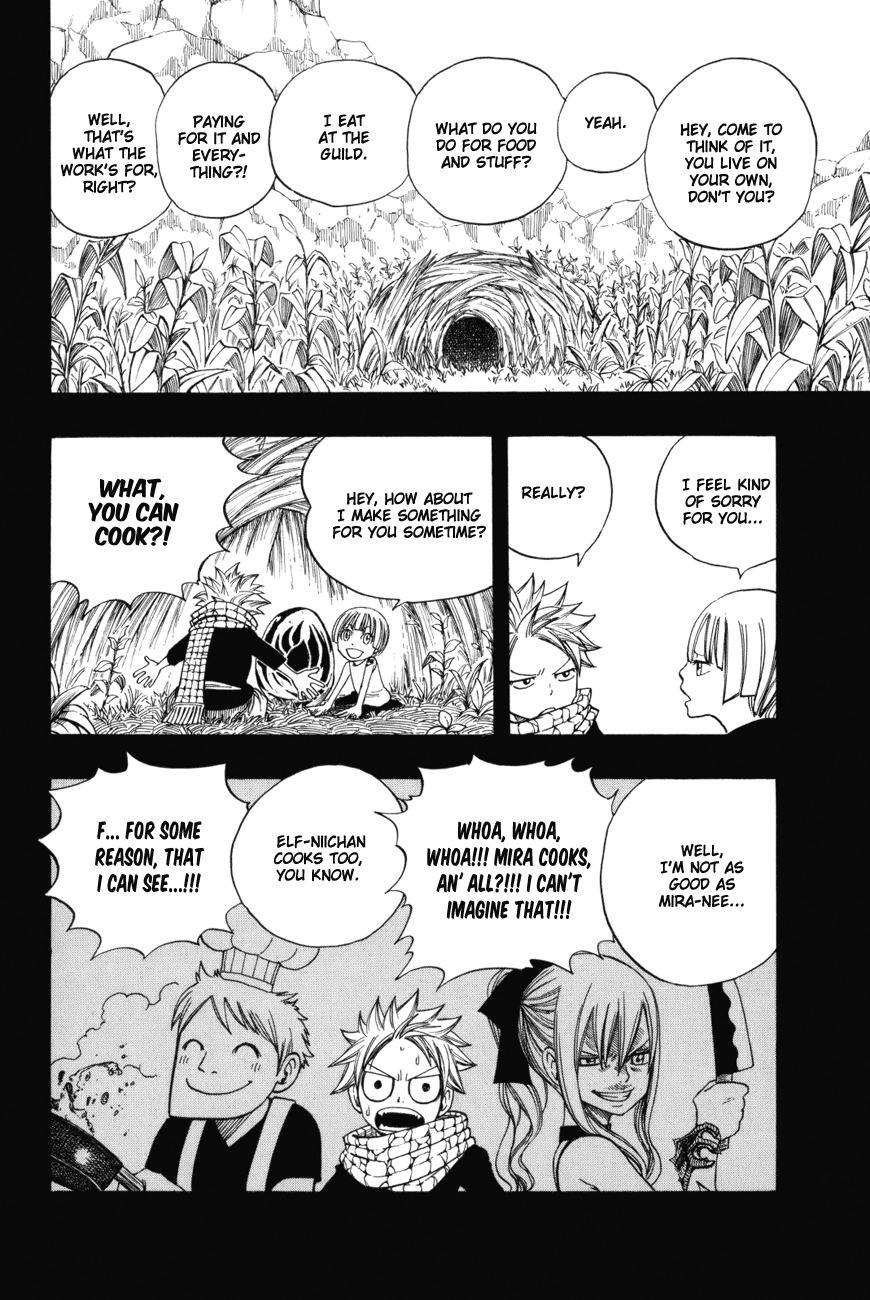 HEY, COME TO
THINK OF IT,
YOU LIVE ON
YOUR OWN,
DON'T YOU?
YEAH.
WHAT DO YOU
DO FOR FOOD
AND STUFF?
I EAT
AT THE
GUILD.
PAYING
FOR IT AND
EVERY-
THING?!
WELL,
THAT'S
WHAT THE
WORK'S FOR,
RIGHT?
I FEEL KIND
OF SORRY
FOR YOU...
REALLY?
HEY, HOW ABOUT
I MAKE SOMETHING
FOR YOU SOMETIME?
WHAT,
YOU CAN
COOK?!
WELL,
I'M NOT AS
GOOD AS
MIRA-NEE...
WHOA, WHOA,
WHOA!!! MIRA COOKS,
AN' ALL?!!! I CAN'T
IMAGINE THAT!!!
ELF-NIICHAN
COOKS TOO,
YOU KNOW.
F... FOR SOME
REASON, THAT
I CAN SEE...!!!